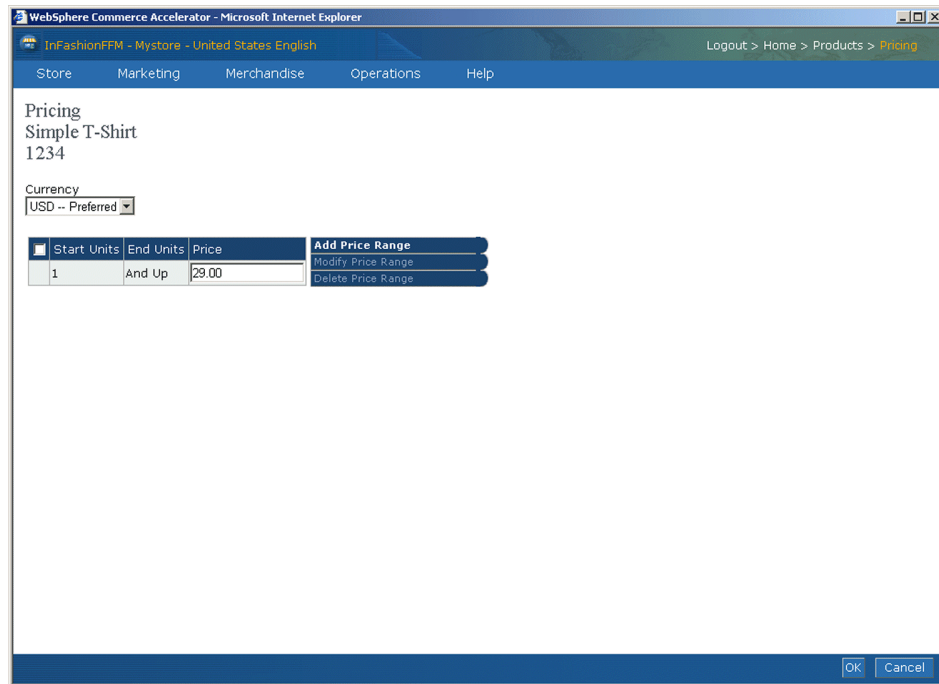 WebSphere Commerce Accelerator - Microsoft Internet Explorer
InFashionFFM - Mystore - United States English
Logout > Home > Products > Pricing
Store Marketing Merchandise Operations Help
Pricing
Simple T-Shirt
1234
Currency
USD -- Preferred
Start Units End Units Price
1 And Up 29.00
Add Price Range
Modify Price Range
Delete Price Range
OK Cancel